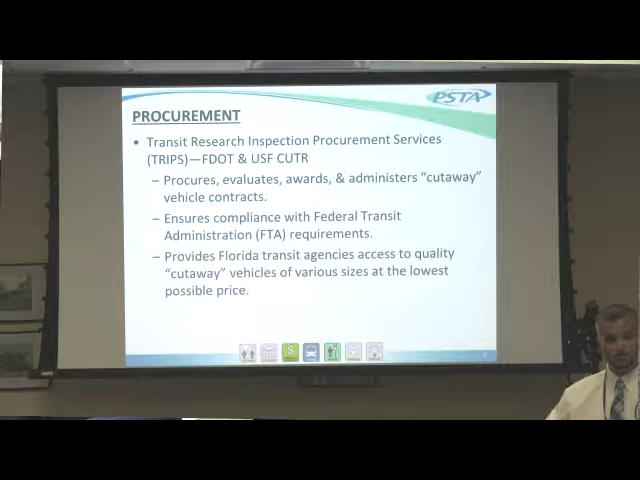 PSTA
PROCUREMENT
• Transit Research Inspection Procurement Services
(TRIPS)—FDOT & USF CUTR
– Procures, evaluates, awards, & administers “cutaway”
vehicle contracts.
– Ensures compliance with Federal Transit
Administration (FTA) requirements.
– Provides Florida transit agencies access to quality
“cutaway” vehicles of various sizes at the lowest
possible price.